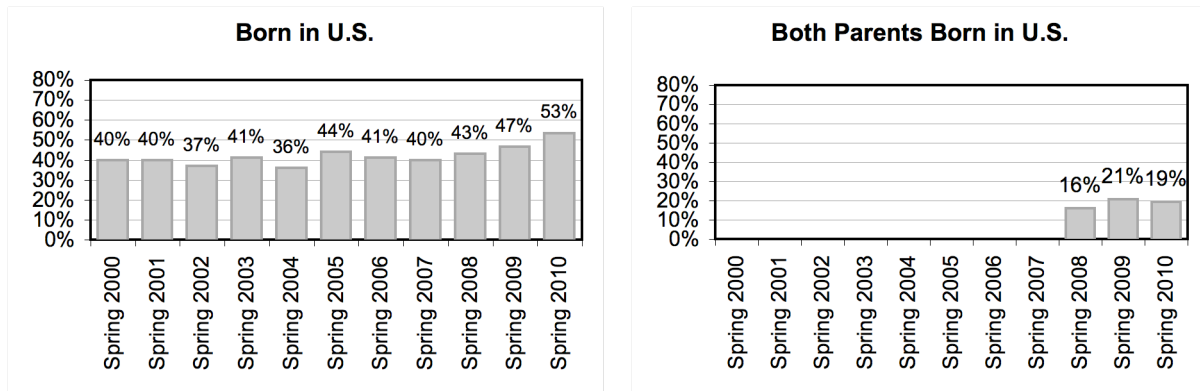 Born in U.S.
80%
70%
60%
50%
40%
30%
20%
10%
0%
40% 40% 37% 41% 36% 44% 41% 40% 43% 47% 53%
Spring 2000
Spring 2001
Spring 2002
Spring 2003
Spring 2004
Spring 2005
Spring 2006
Spring 2007
Spring 2008
Spring 2009
Spring 2010
Both Parents Born in U.S.
80%
70%
60%
50%
40%
30%
20%
10%
0%
16% 21% 19%
Spring 2000
Spring 2001
Spring 2002
Spring 2003
Spring 2004
Spring 2005
Spring 2006
Spring 2007
Spring 2008
Spring 2009
Spring 2010